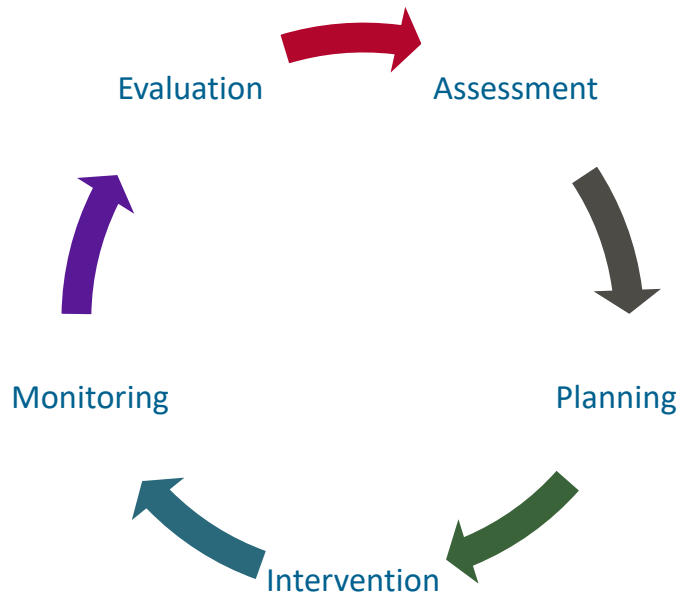 Evaluation
Assessment
Monitoring
Planning
Intervention